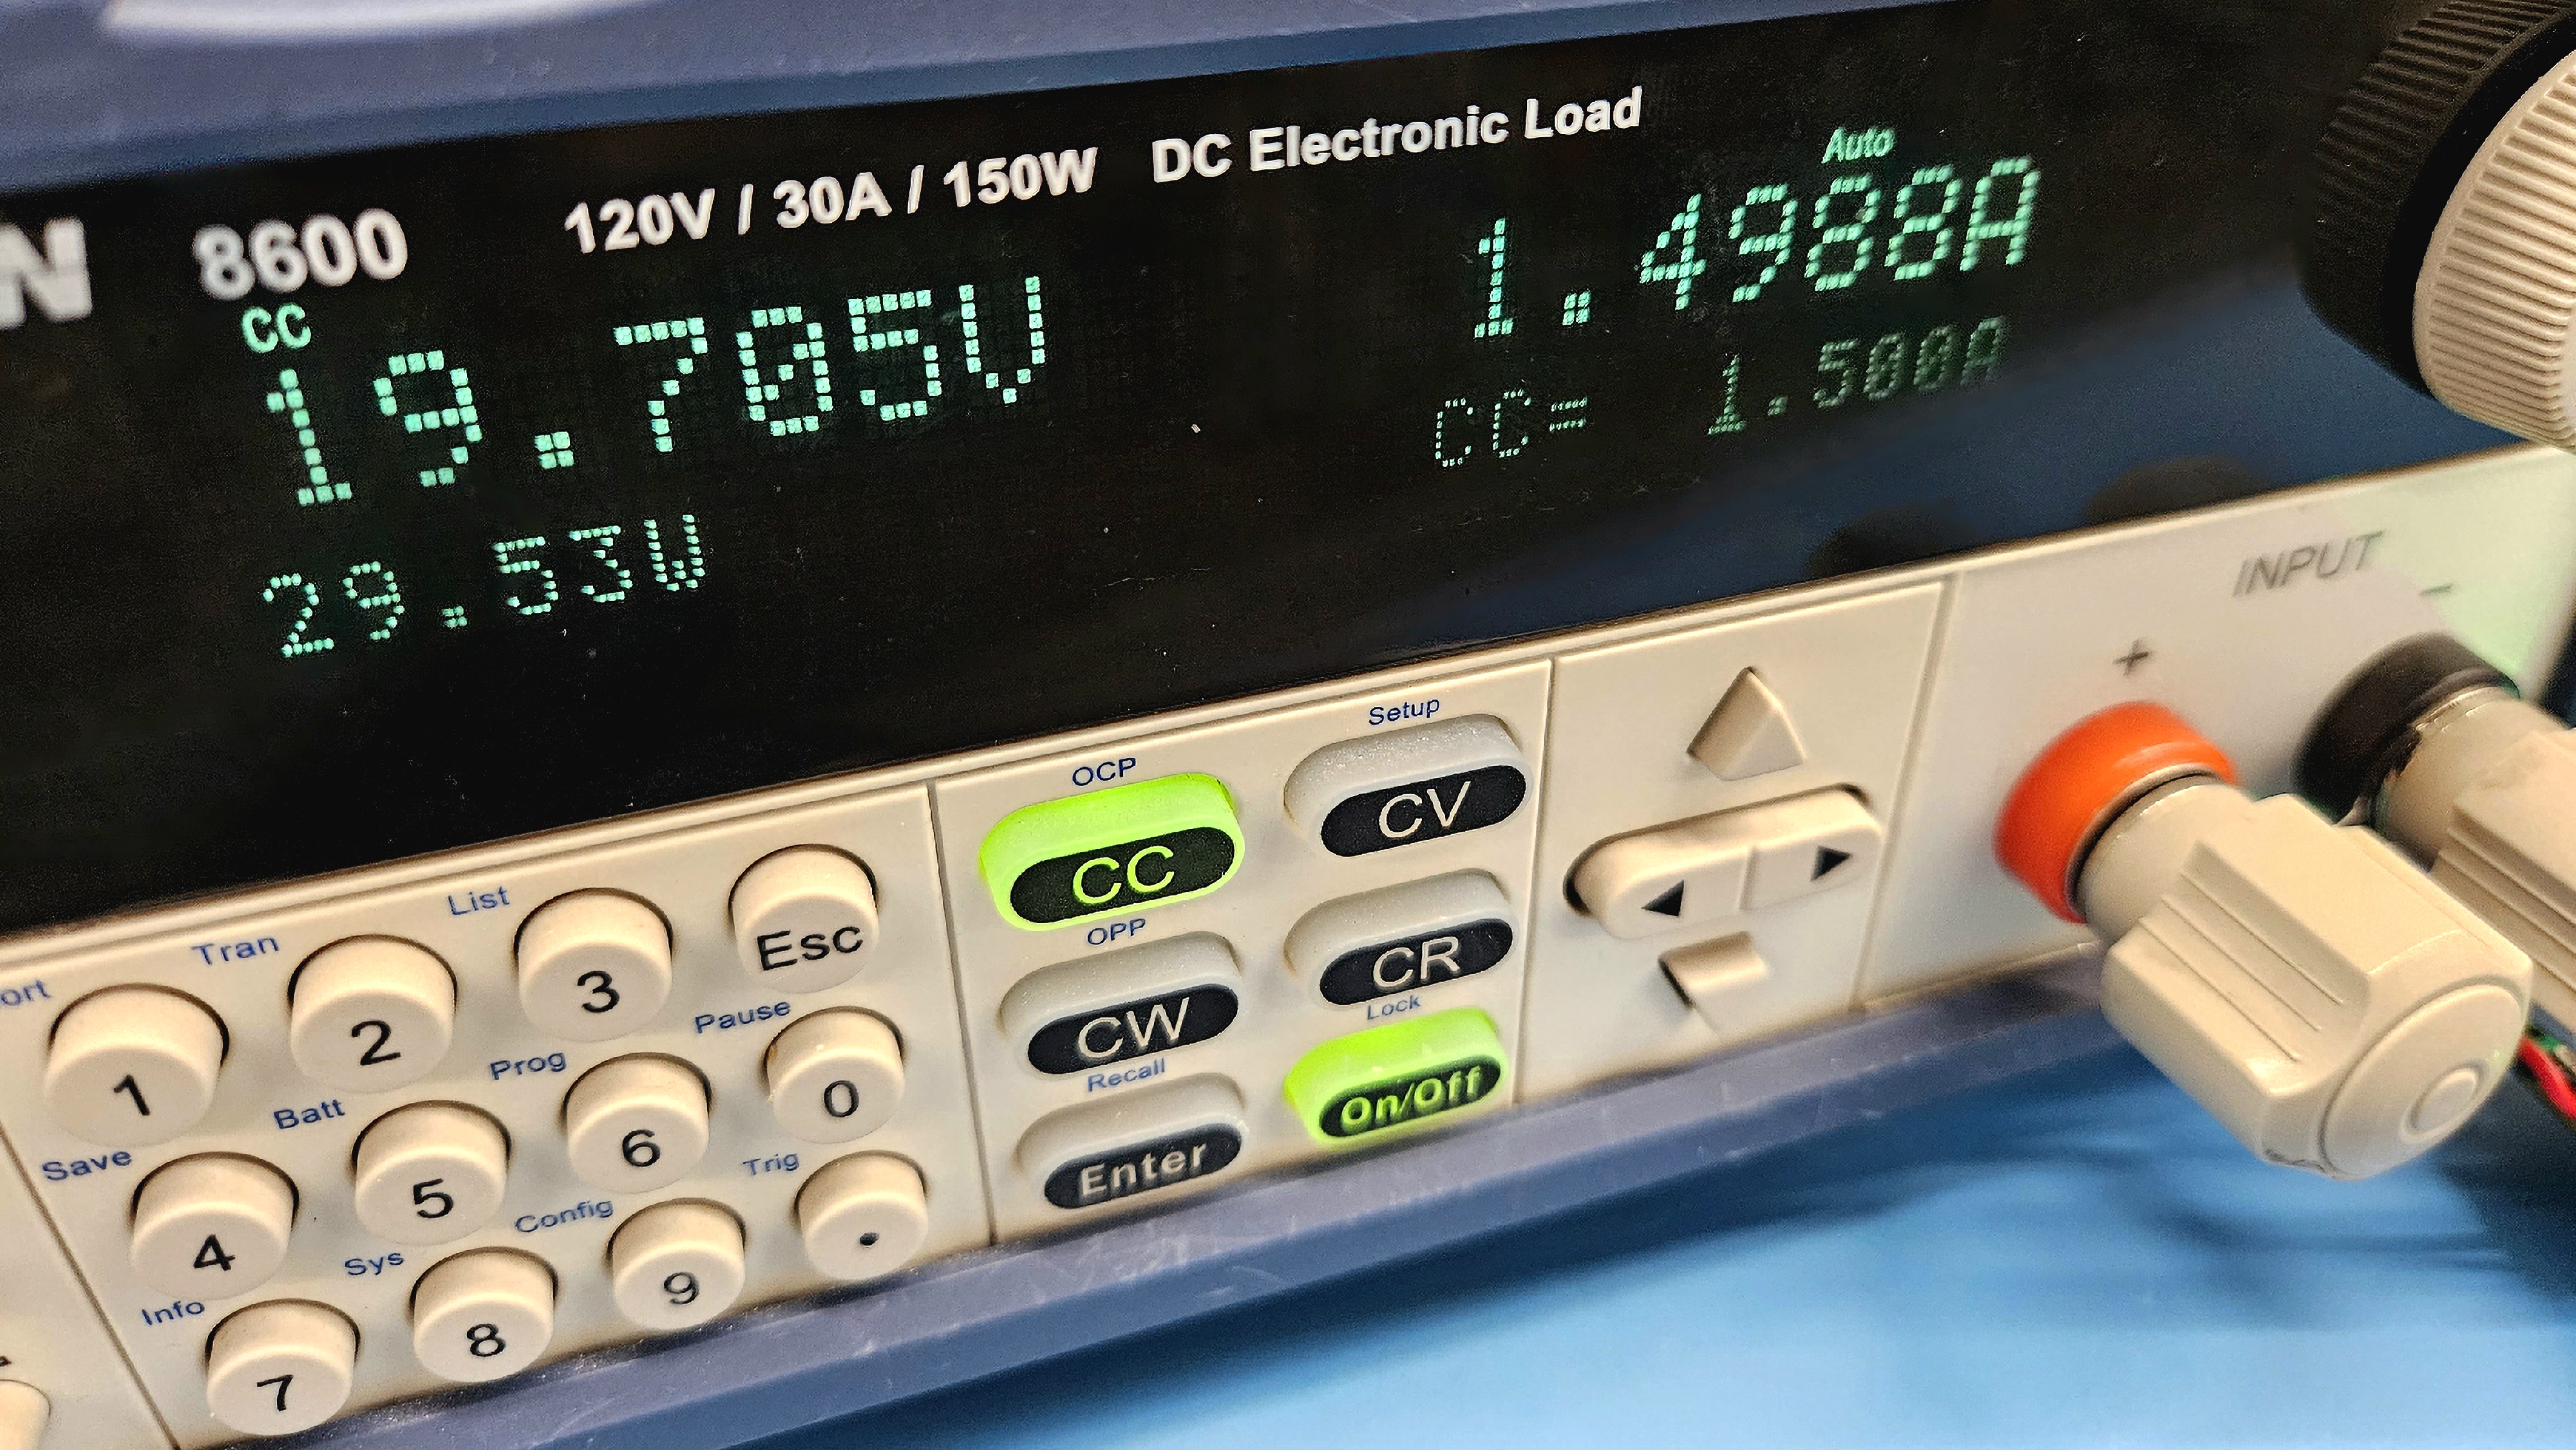 N 8600 120V / 30A / 150W DC Electronic Load
CC
Auto
19.705V 1.4988A
29.53W CC= 1.500A
INPUT
+ -
Setup
OCP
CV
CC
List
Tran
Esc
OPP
CR
3
2
1
Pause
CW
Lock
Prog
0
Recall
On/Off
Batt
6
Enter
Save
5
Trig
4
Config
.
Sys
9
Info
8
7